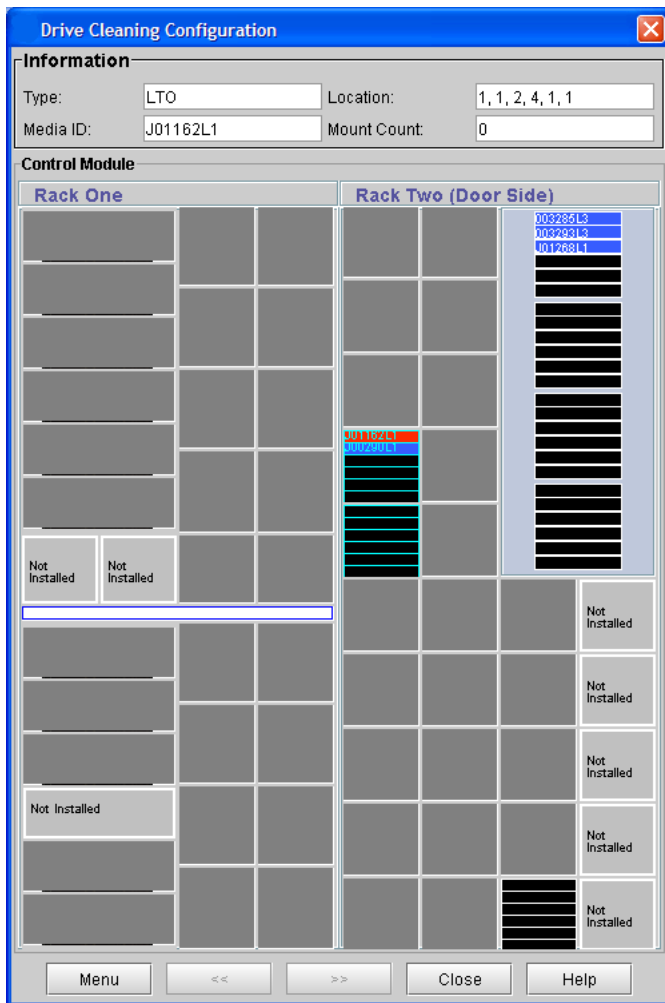 Drive Cleaning Configuration
Information
Type: LTO Location: 1, 1, 2, 4, 1, 1
Media ID: J01162L1 Mount Count: 0
Control Module
Rack One
Rack Two (Door Side)
003285L3
003293L3
J01268L1
J01162L1
J00290L1
Not
Installed
Not
Installed
Not
Installed
Not
Installed
Not
Installed
Not Installed
Not
Installed
Not
Installed
Menu << >> Close Help